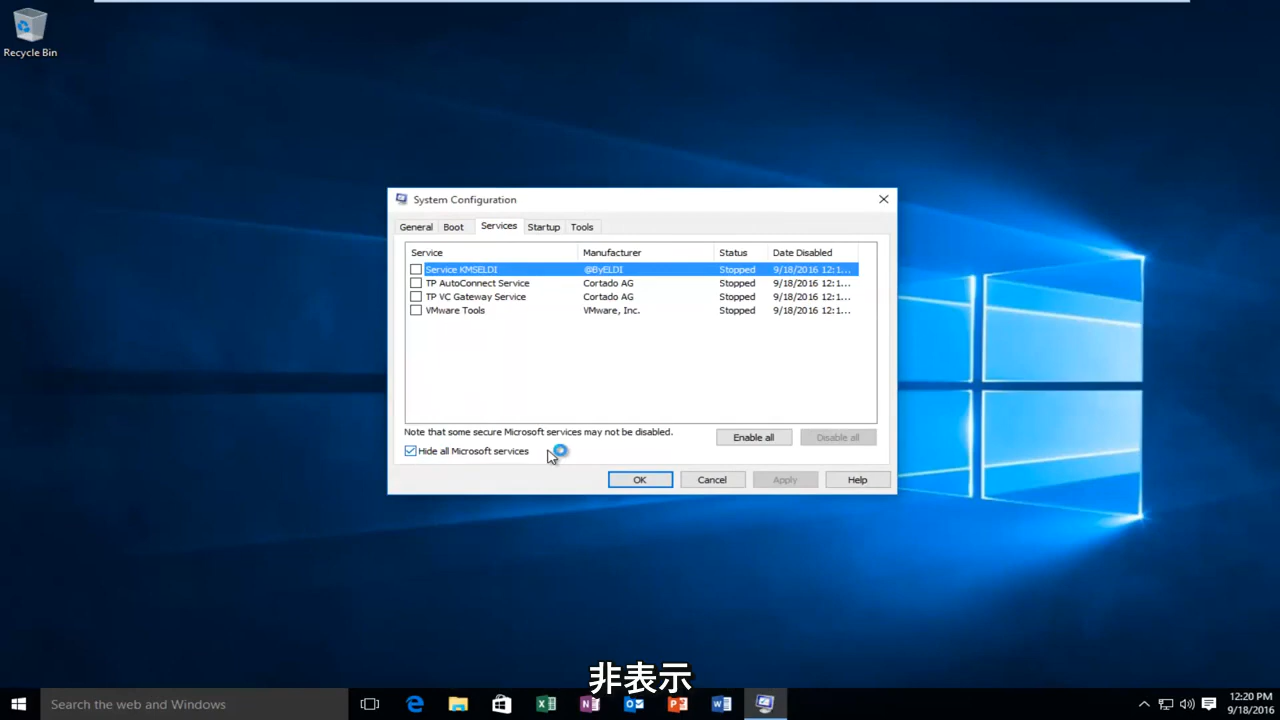 Recycle Bin
System Configuration
General Boot Services Startup Tools
Service Manufacturer Status Date Disabled
Service KMSELDI @ByELDI Stopped 9/18/2016 12:1...
TP AutoConnect Service Cortado AG Stopped 9/18/2016 12:1...
TP VC Gateway Service Cortado AG Stopped 9/18/2016 12:1...
VMware Tools VMware, Inc. Stopped 9/18/2016 12:1...
Note that some secure Microsoft services may not be disabled.
Enable all Disable all
Hide all Microsoft services
OK Cancel Apply Help
非表示
Search the web and Windows
12:20 PM
9/18/2016